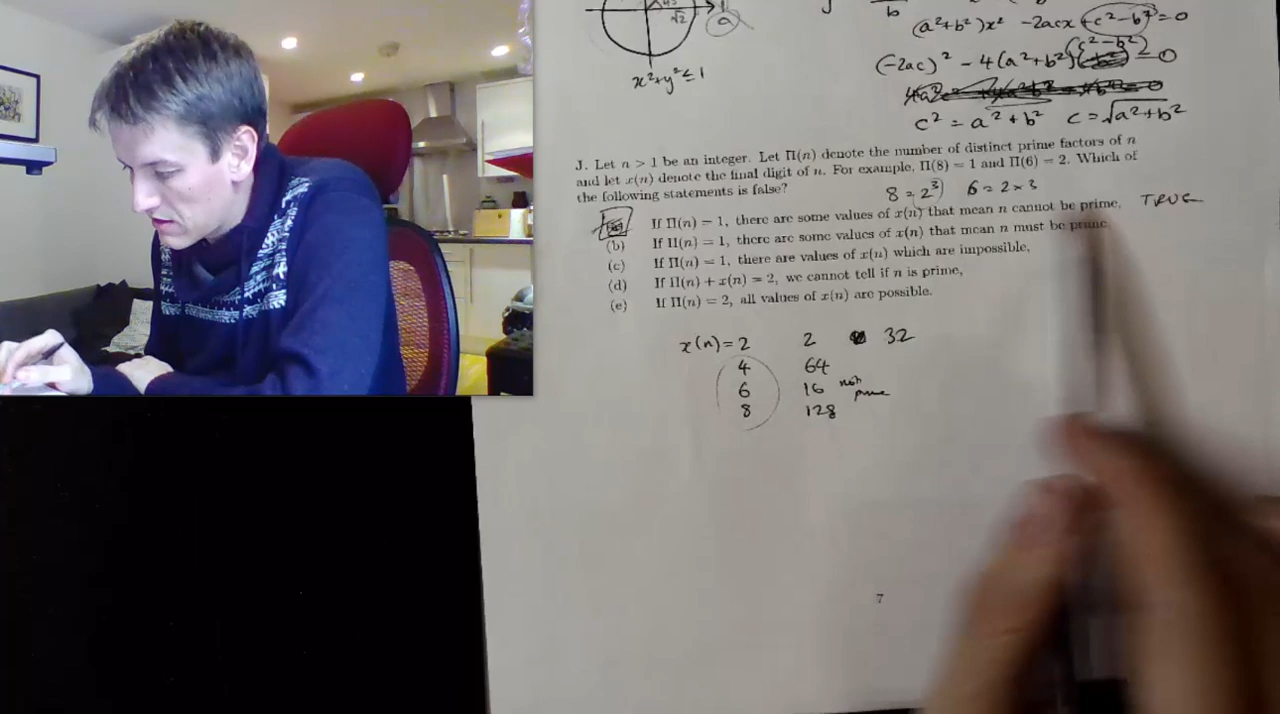 45
√2
a
x²+y² ≤ 1
b
(a²+b²)x² -2acx +c²-b² = 0
(-2ac)² - 4(a²+b²)(c²-b²) = 0
c² = a² + b² c = √a²+b²
J. Let n > 1 be an integer. Let Π(n) denote the number of distinct prime factors of n
and let x(n) denote the final digit of n. For example, Π(8) = 1 and Π(6) = 2. Which of
the following statements is false?
8 = 2³ 6 = 2 × 3
If Π(n) = 1, there are some values of x(n) that mean n cannot be prime, TRUE
(b) If Π(n) = 1, there are some values of x(n) that mean n must be prime
(c) If Π(n) = 1, there are values of x(n) which are impossible,
(d) If Π(n) + x(n) = 2, we cannot tell if n is prime,
(e) If Π(n) = 2, all values of x(n) are possible.
x(n) = 2 2 32
4 64
6 16 not prime
8 128
7